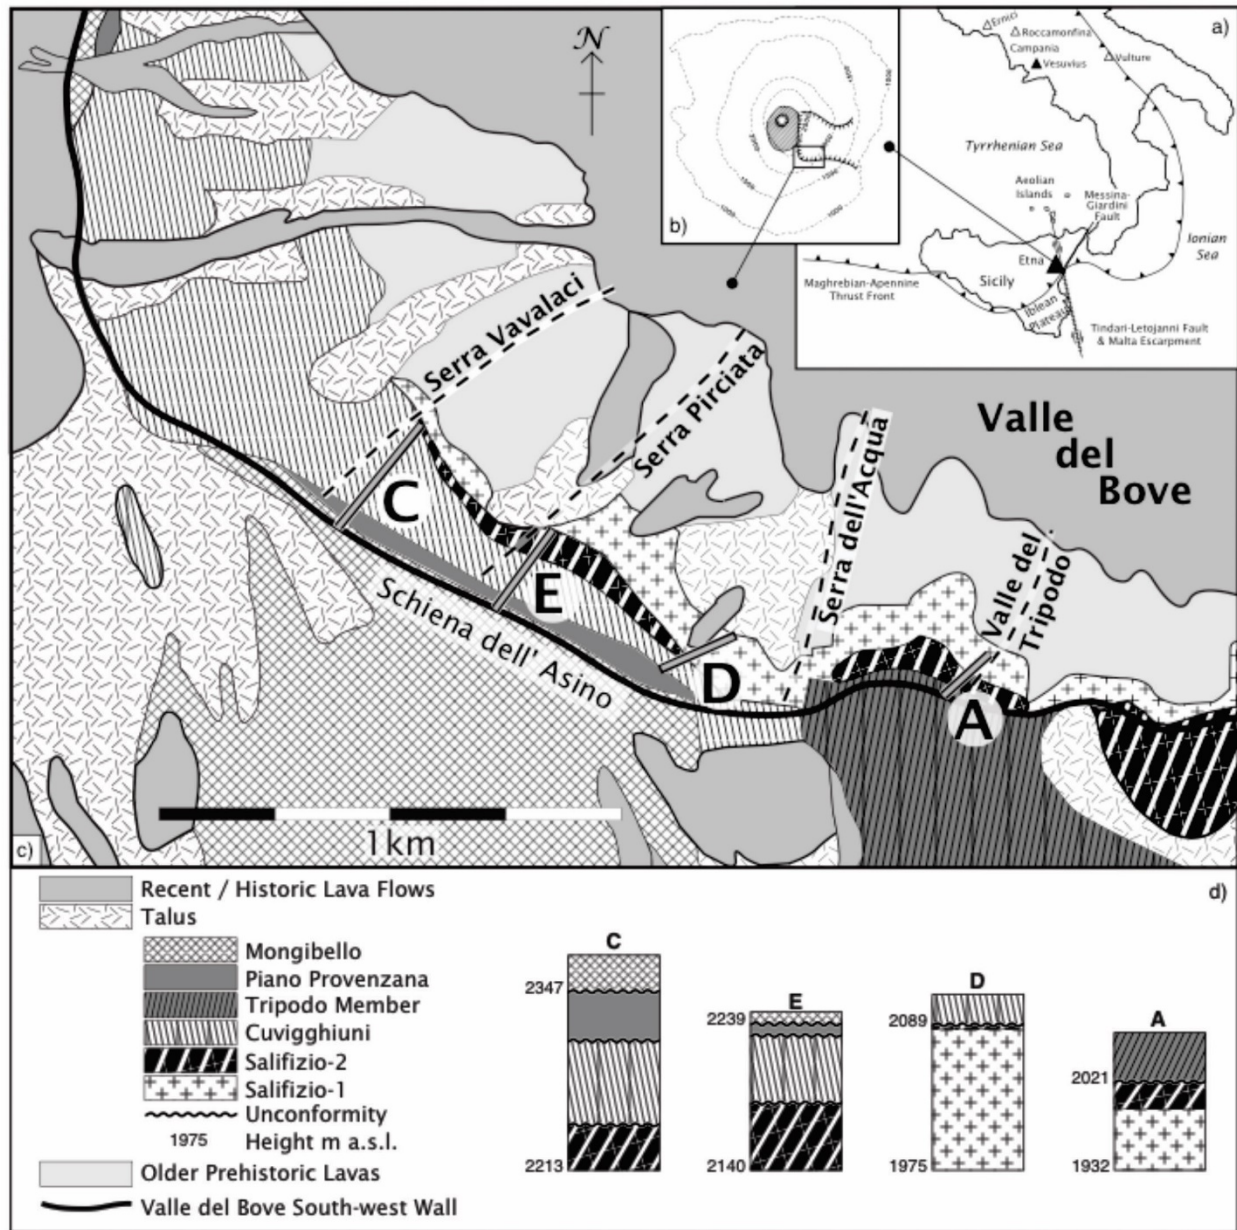 N
a)
Ernici
Roccamonfina
Campania
Vesuvius
Vulture
Tyrrhenian Sea
Aeolian
Islands
Messina-
Giardini
Fault
Ionian
Sea
Etna
Sicily
Maghrebian-Apennine
Thrust Front
Iblean
Plateau
Tindari-Letojanni Fault
& Malta Escarpment
b)
1000
1000
Serra Vavalaci
Serra Pirciata
Serra dell'Acqua
Valle del
Tripodo
Valle
del
Bove
C
E
D
A
Schiena dell' Asino
1km
c)
Recent / Historic Lava Flows
Talus
Mongibello
Piano Provenzana
Tripodo Member
Cuvigghiuni
Salifizio-2
Salifizio-1
Unconformity
1975 Height m a.s.l.
Older Prehistoric Lavas
Valle del Bove South-west Wall
d)
C
2347
2213
E
2239
2140
D
2089
1975
A
2021
1932